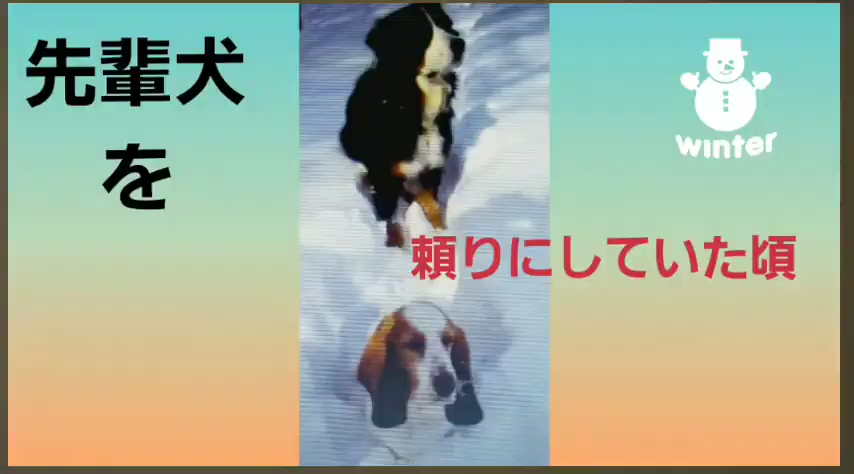 先輩犬
を
winter
頼りにしていた頃